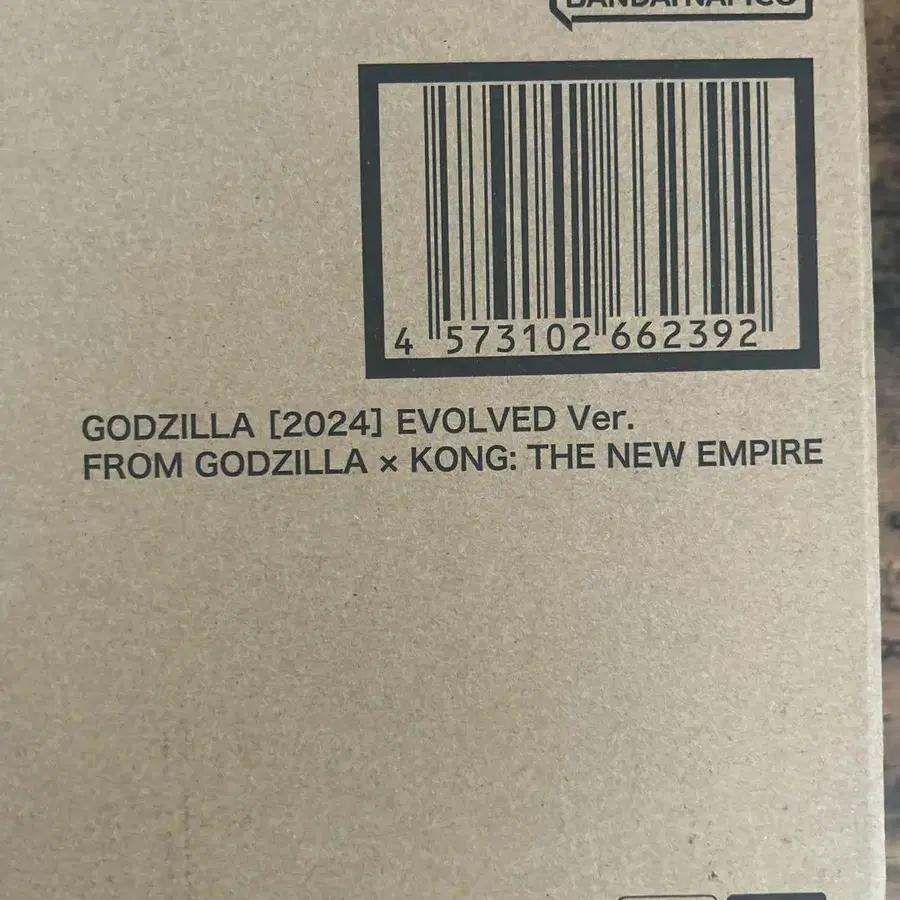 BANDAI NAMCO
4 573102 662392
GODZILLA [2024] EVOLVED Ver.
FROM GODZILLA × KONG: THE NEW EMPIRE